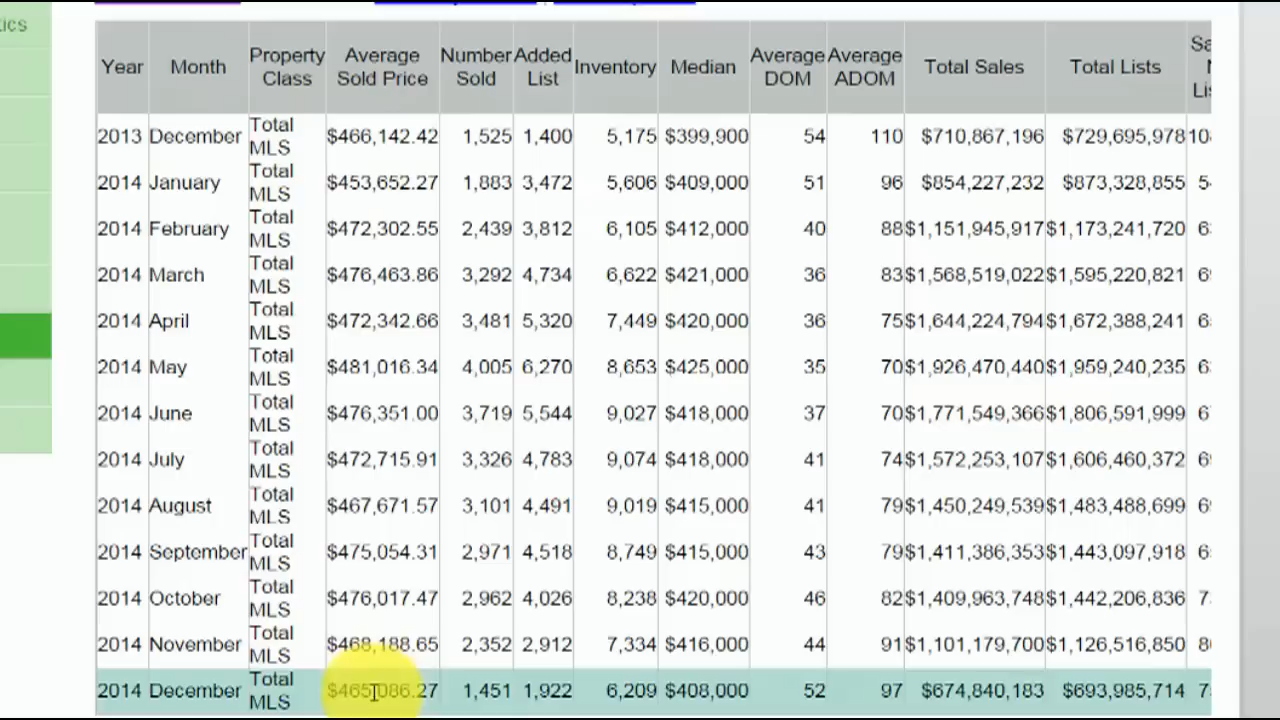 tics
Year Month Property Class Average Sold Price Number Sold Added List Inventory Median Average DOM Average ADOM Total Sales Total Lists
2013 December Total MLS $466,142.42 1,525 1,400 5,175 $399,900 54 110 $710,867,196 $729,695,978
2014 January Total MLS $453,652.27 1,883 3,472 5,606 $409,000 51 96 $854,227,232 $873,328,855
2014 February Total MLS $472,302.55 2,439 3,812 6,105 $412,000 40 88 $1,151,945,917 $1,173,241,720
2014 March Total MLS $476,463.86 3,292 4,734 6,622 $421,000 36 83 $1,568,519,022 $1,595,220,821
2014 April Total MLS $472,342.66 3,481 5,320 7,449 $420,000 36 75 $1,644,224,794 $1,672,388,241
2014 May Total MLS $481,016.34 4,005 6,270 8,653 $425,000 35 70 $1,926,470,440 $1,959,240,235
2014 June Total MLS $476,351.00 3,719 5,544 9,027 $418,000 37 70 $1,771,549,366 $1,806,591,999
2014 July Total MLS $472,715.91 3,326 4,783 9,074 $418,000 41 74 $1,572,253,107 $1,606,460,372
2014 August Total MLS $467,671.57 3,101 4,491 9,019 $415,000 41 79 $1,450,249,539 $1,483,488,699
2014 September Total MLS $475,054.31 2,971 4,518 8,749 $415,000 43 79 $1,411,386,353 $1,443,097,918
2014 October Total MLS $476,017.47 2,962 4,026 8,238 $420,000 46 82 $1,409,963,748 $1,442,206,836
2014 November Total MLS $468,188.65 2,352 2,912 7,334 $416,000 44 91 $1,101,179,700 $1,126,516,850
2014 December Total MLS $465,086.27 1,451 1,922 6,209 $408,000 52 97 $674,840,183 $693,985,714